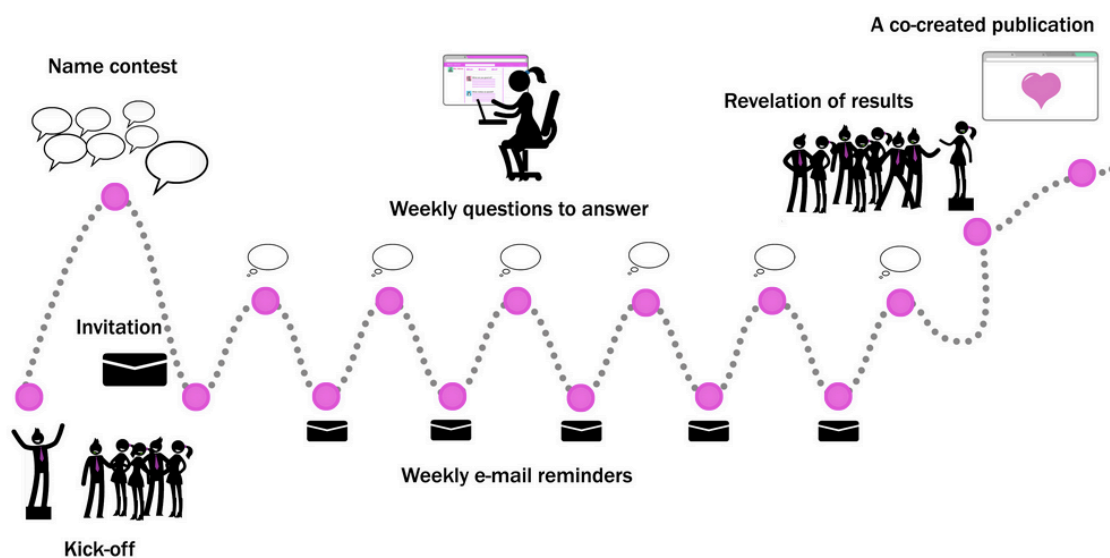 A co-created publication
Name contest
Revelation of results
Weekly questions to answer
Invitation
Weekly e-mail reminders
Kick-off